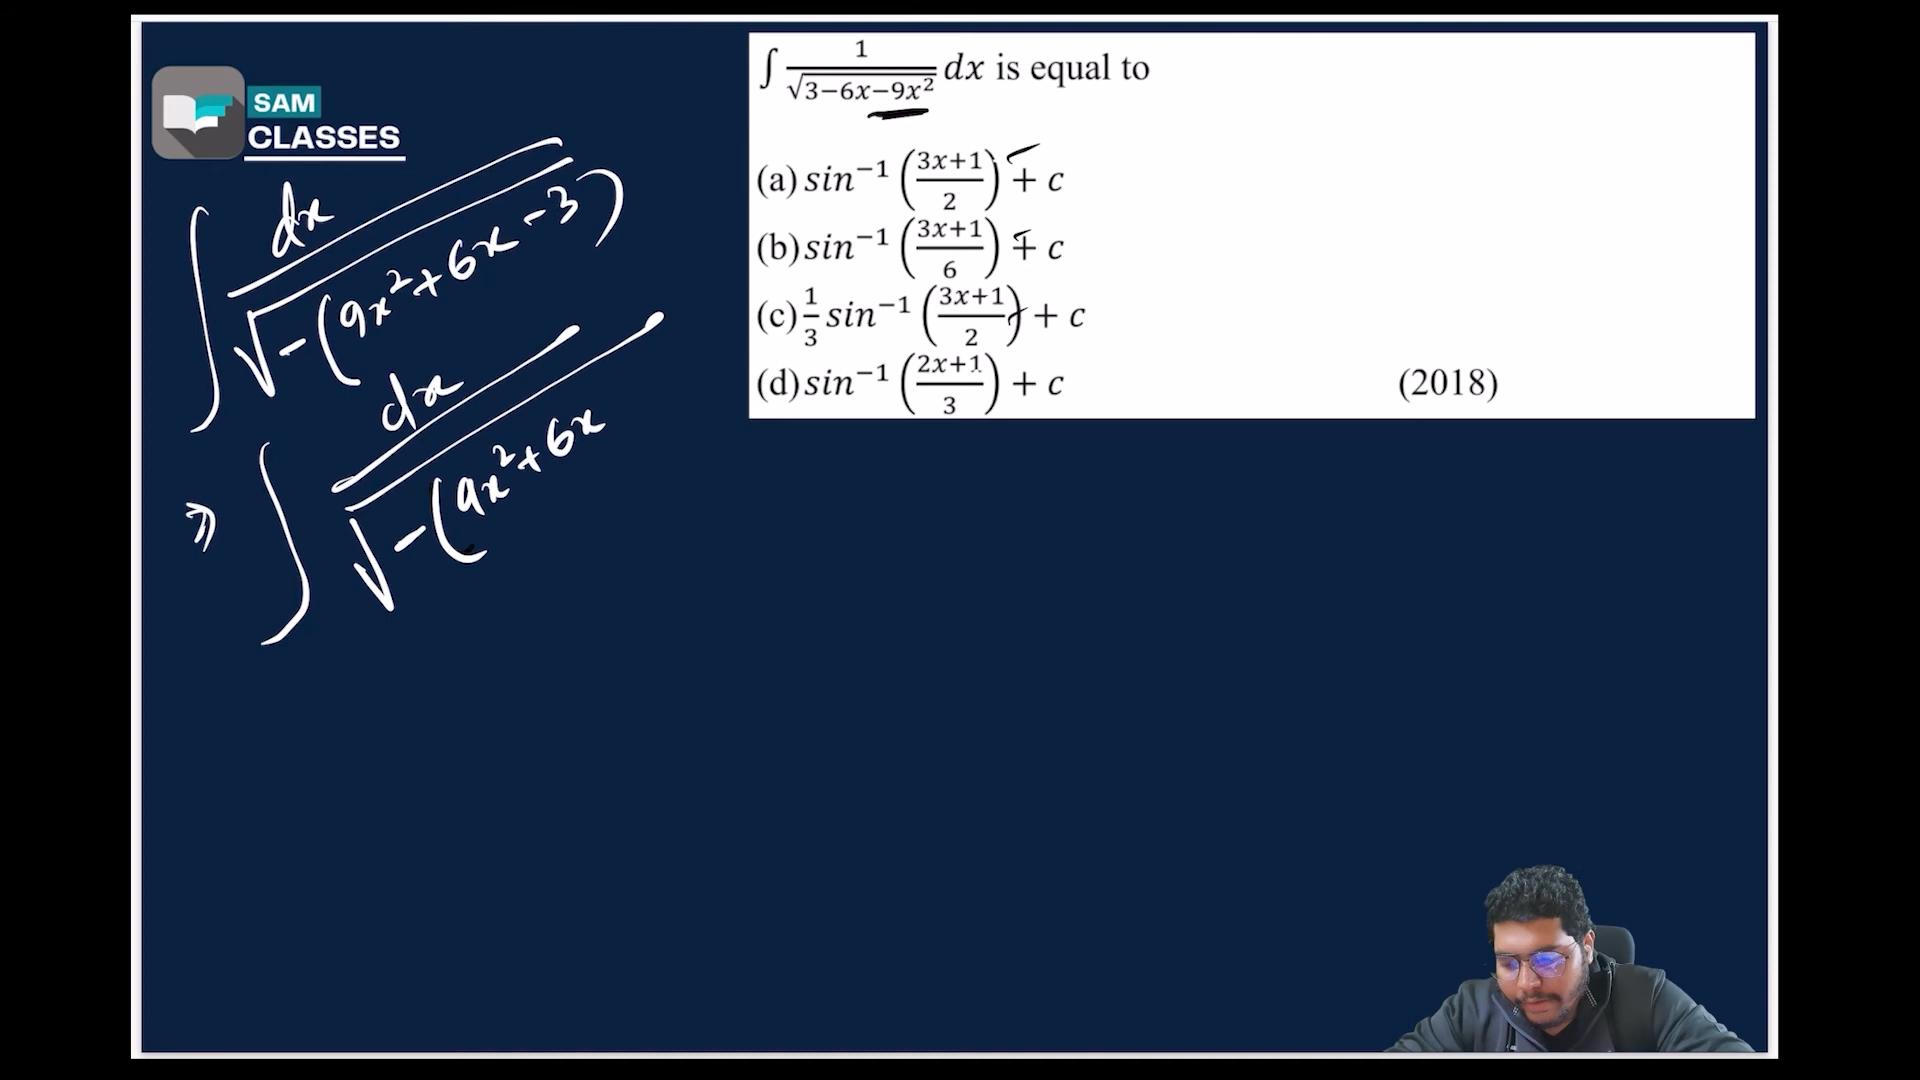 SAM
CLASSES
∫ 1/√(3−6x−9x²) dx is equal to
(a) sin⁻¹ ((3x+1)/2) + c
(b) sin⁻¹ ((3x+1)/6) + c
(c) 1/3 sin⁻¹ ((3x+1)/2) + c
(d) sin⁻¹ ((2x+1)/3) + c (2018)
∫ dx/√(−(9x²+6x−3))
⇒ ∫ dx/√(−(9x²+6x